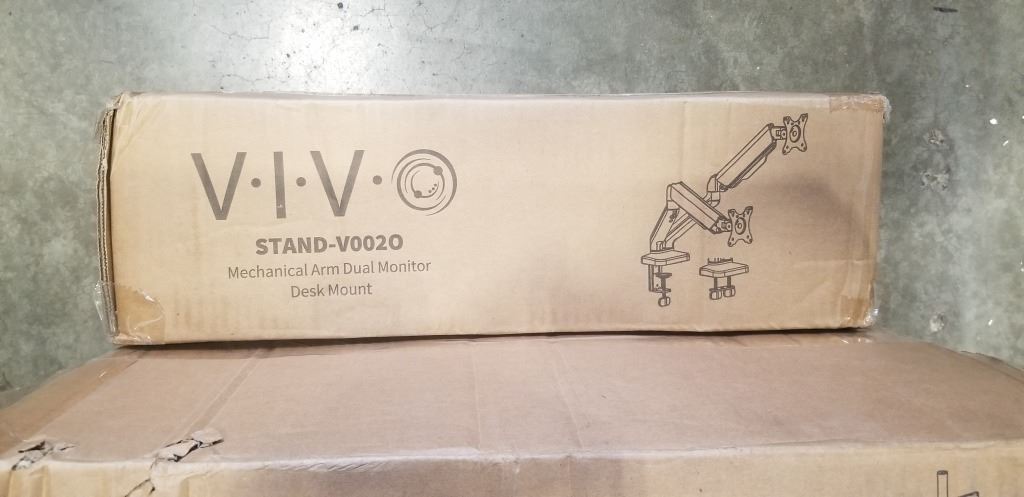 V·I·V·O
STAND-V002O
Mechanical Arm Dual Monitor
Desk Mount